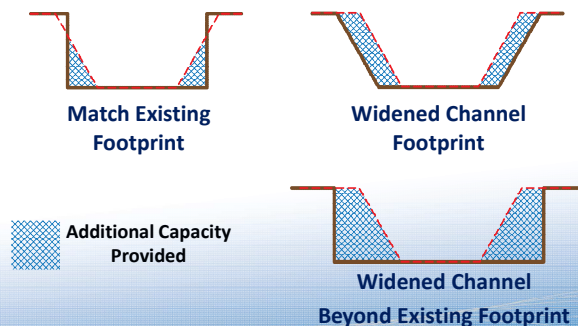 Match Existing
Footprint
Widened Channel
Footprint
Additional Capacity
Provided
Widened Channel
Beyond Existing Footprint